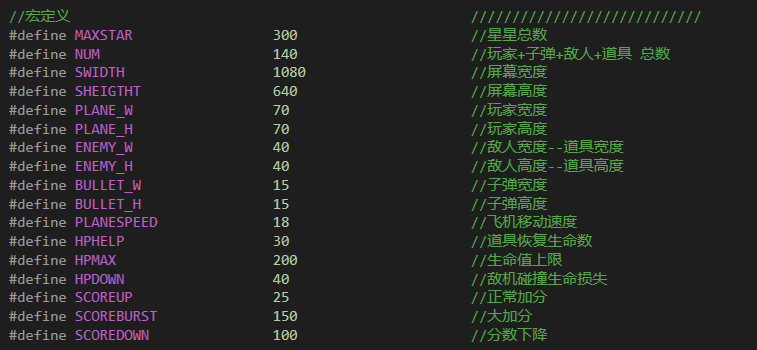 //宏定义 ////////////////////////////
#define MAXSTAR 300 //星星总数
#define NUM 140 //玩家+子弹+敌人+道具 总数
#define SWIDTH 1080 //屏幕宽度
#define SHEIGTHT 640 //屏幕高度
#define PLANE_W 70 //玩家宽度
#define PLANE_H 70 //玩家高度
#define ENEMY_W 40 //敌人宽度--道具宽度
#define ENEMY_H 40 //敌人高度--道具高度
#define BULLET_W 15 //子弹宽度
#define BULLET_H 15 //子弹高度
#define PLANESPEED 18 //飞机移动速度
#define HPHELP 30 //道具恢复生命数
#define HPMAX 200 //生命值上限
#define HPDOWN 40 //敌机碰撞生命损失
#define SCOREUP 25 //正常加分
#define SCOREBURST 150 //大加分
#define SCOREDOWN 100 //分数下降